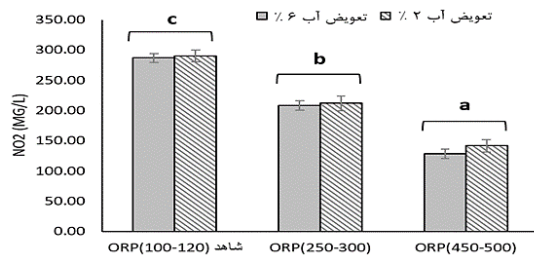 تعویض آب ۶ ٪ تعویض آب ۲ ٪
350.00
300.00
250.00
200.00
150.00
100.00
50.00
0.00
NO2 (MG/L)
c
b
a
ORP(100-120) شاهد
ORP(250-300)
ORP(450-500)